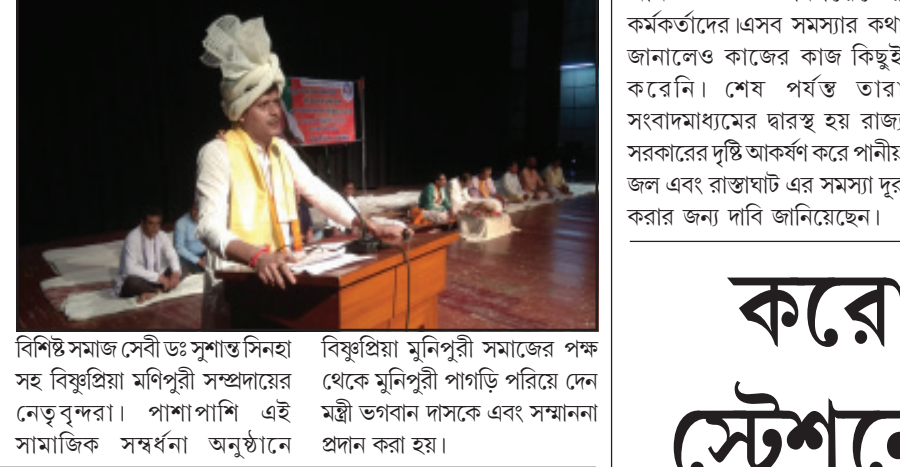 বিশিষ্ট সমাজ সেবী ডঃ সুশান্ত সিনহা
সহ বিষ্ণুপ্রিয়া মণিপুরী সম্প্রদায়ের
নেতৃবৃন্দরা। পাশাপাশি এই
সামাজিক সম্বর্ধনা অনুষ্ঠানে
বিষ্ণুপ্রিয়া মুনিপুরী সমাজের পক্ষ
থেকে মুনিপুরী পাগড়ি পরিয়ে দেন
মন্ত্রী ভগবান দাসকে এবং সম্মাননা
প্রদান করা হয়।
কর্মকর্তাদের।এসব সমস্যার কথা
জানালেও কাজের কাজ কিছুই
করেনি। শেষ পর্যন্ত তারা
সংবাদমাধ্যমের দ্বারস্থ হয় রাজ্য
সরকারের দৃষ্টি আকর্ষণ করে পানীয়
জল এবং রাস্তাঘাট এর সমস্যা দূর
করার জন্য দাবি জানিয়েছেন।